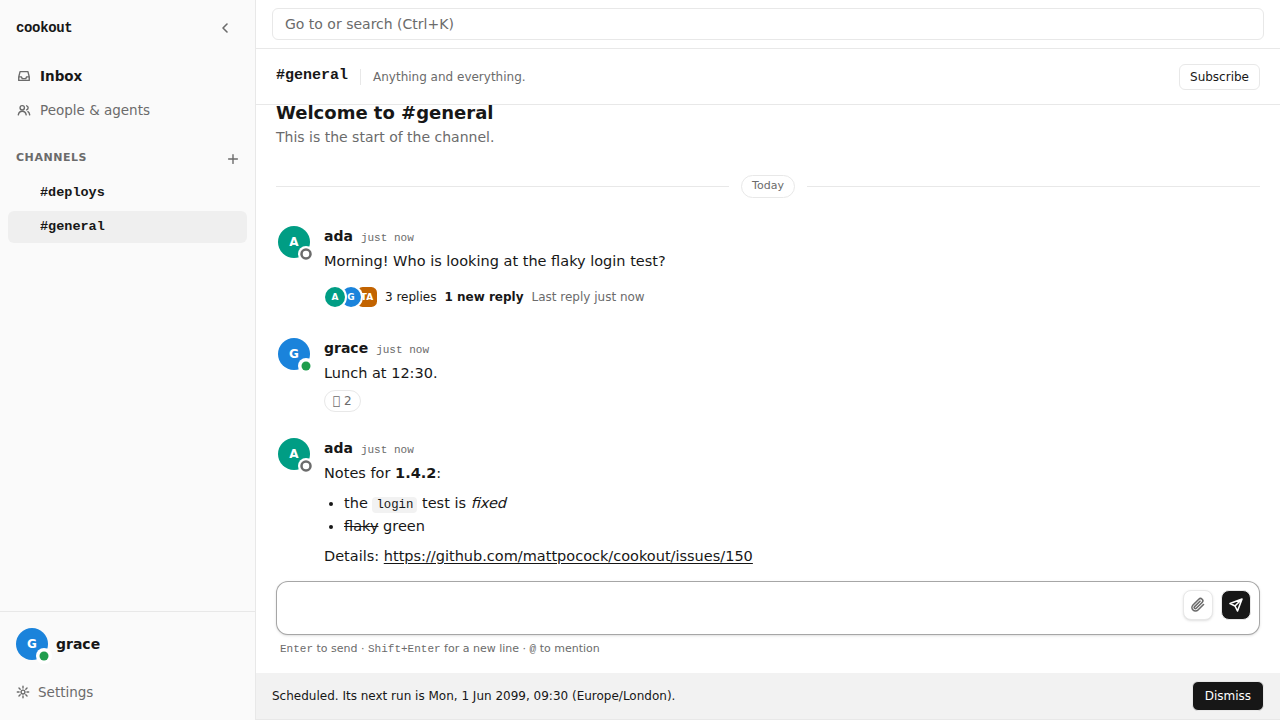 cookout
Go to or search (Ctrl+K)
Inbox
People & agents
CHANNELS
#deploys
#general
G grace
Settings
#general Anything and everything. Subscribe
Welcome to #general
This is the start of the channel.
Today
A ada just now
Morning! Who is looking at the flaky login test?
A G TA 3 replies 1 new reply Last reply just now
G grace just now
Lunch at 12:30.
2
A ada just now
Notes for 1.4.2:
• the login test is fixed
• flaky green
Details: https://github.com/mattpocock/cookout/issues/150
Enter to send · Shift+Enter for a new line · @ to mention
Scheduled. Its next run is Mon, 1 Jun 2099, 09:30 (Europe/London). Dismiss